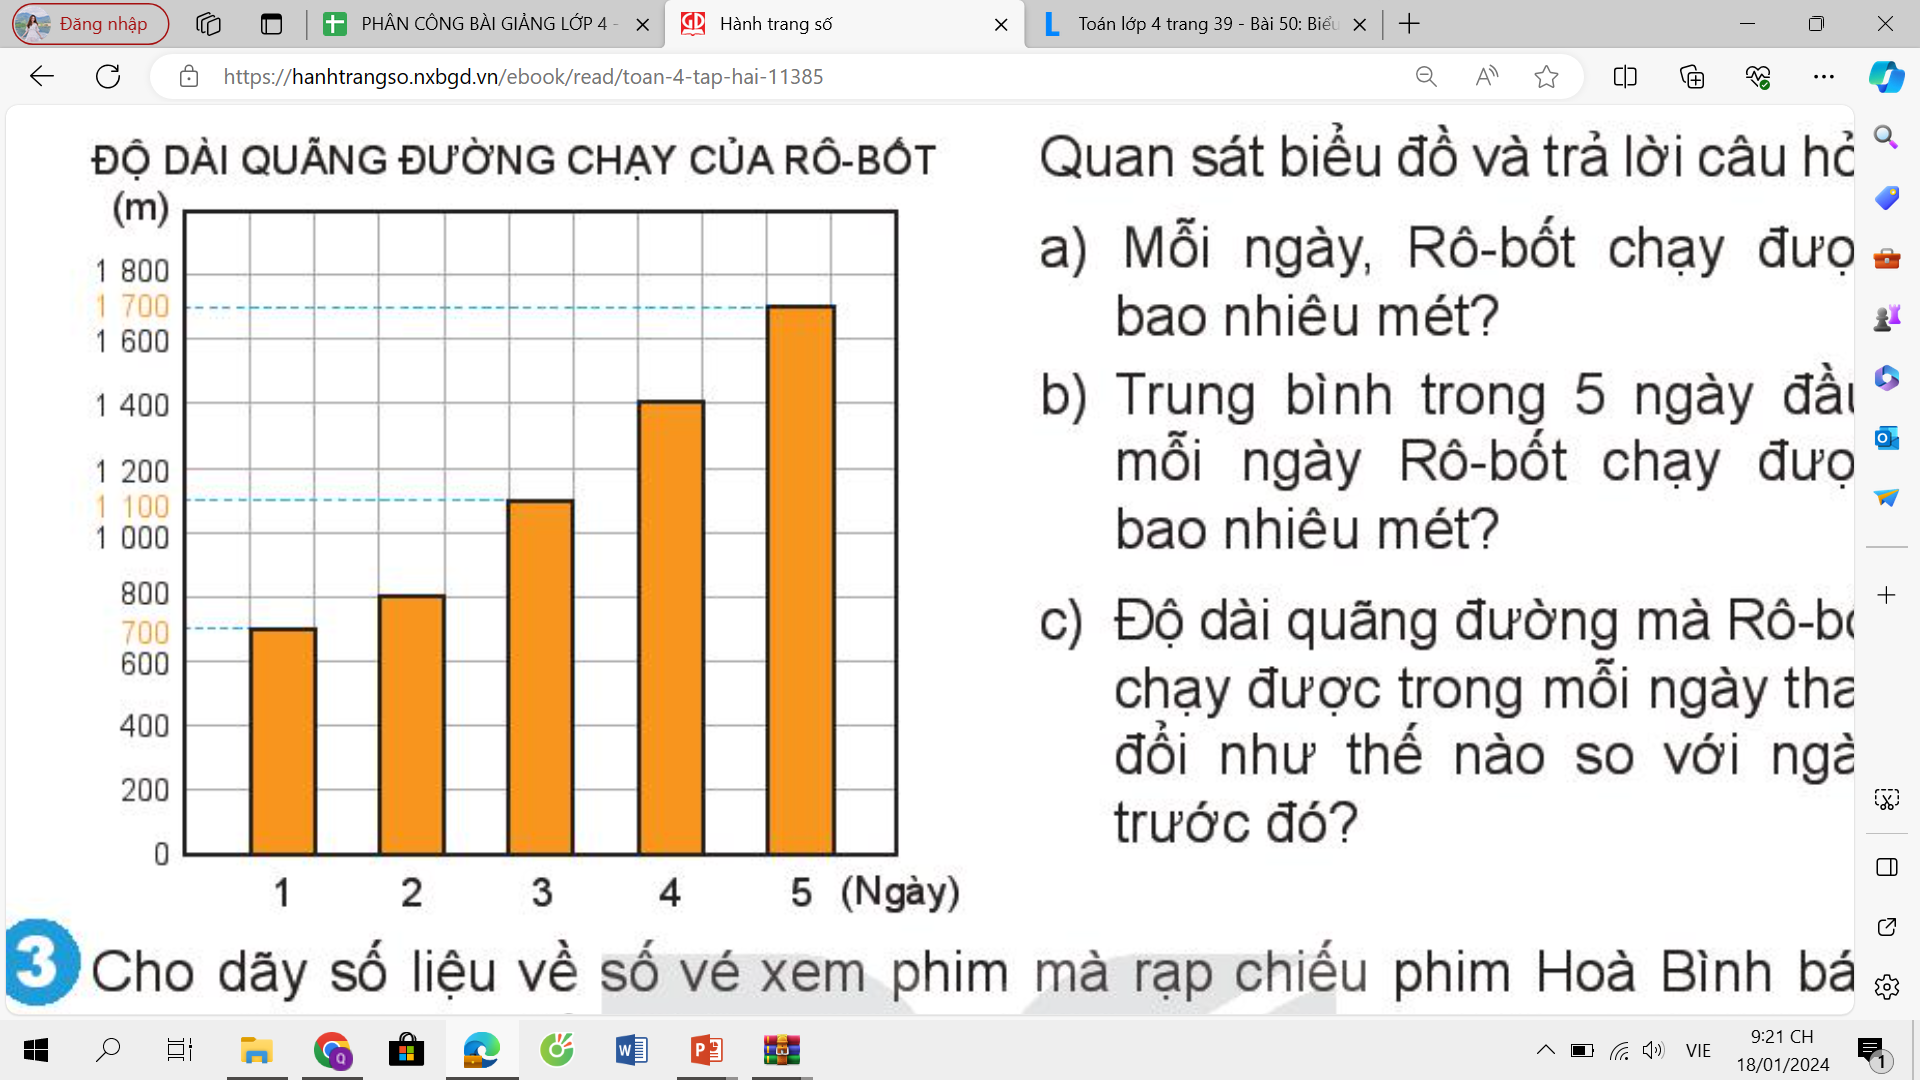 Đăng nhập
PHÂN CÔNG BÀI GIẢNG LỚP 4 -
Hành trang số
Toán lớp 4 trang 39 - Bài 50: Biểu
https://hanhtrangso.nxbgd.vn/ebook/read/toan-4-tap-hai-11385
ĐỘ DÀI QUÃNG ĐƯỜNG CHẠY CỦA RÔ-BỐT
(m)
1 800
1 700
1 600
1 400
1 200
1 100
1 000
800
700
600
400
200
0
1 2 3 4 5 (Ngày)
Quan sát biểu đồ và trả lời câu hỏ
a) Mỗi ngày, Rô-bốt chạy đượ
bao nhiêu mét?
b) Trung bình trong 5 ngày đầu
mỗi ngày Rô-bốt chạy đượ
bao nhiêu mét?
c) Độ dài quãng đường mà Rô-bố
chạy được trong mỗi ngày tha
đổi như thế nào so với ngà
trước đó?
3 Cho dãy số liệu về số vé xem phim mà rạp chiếu phim Hoà Bình bá
VIE
9:21 CH
18/01/2024
1